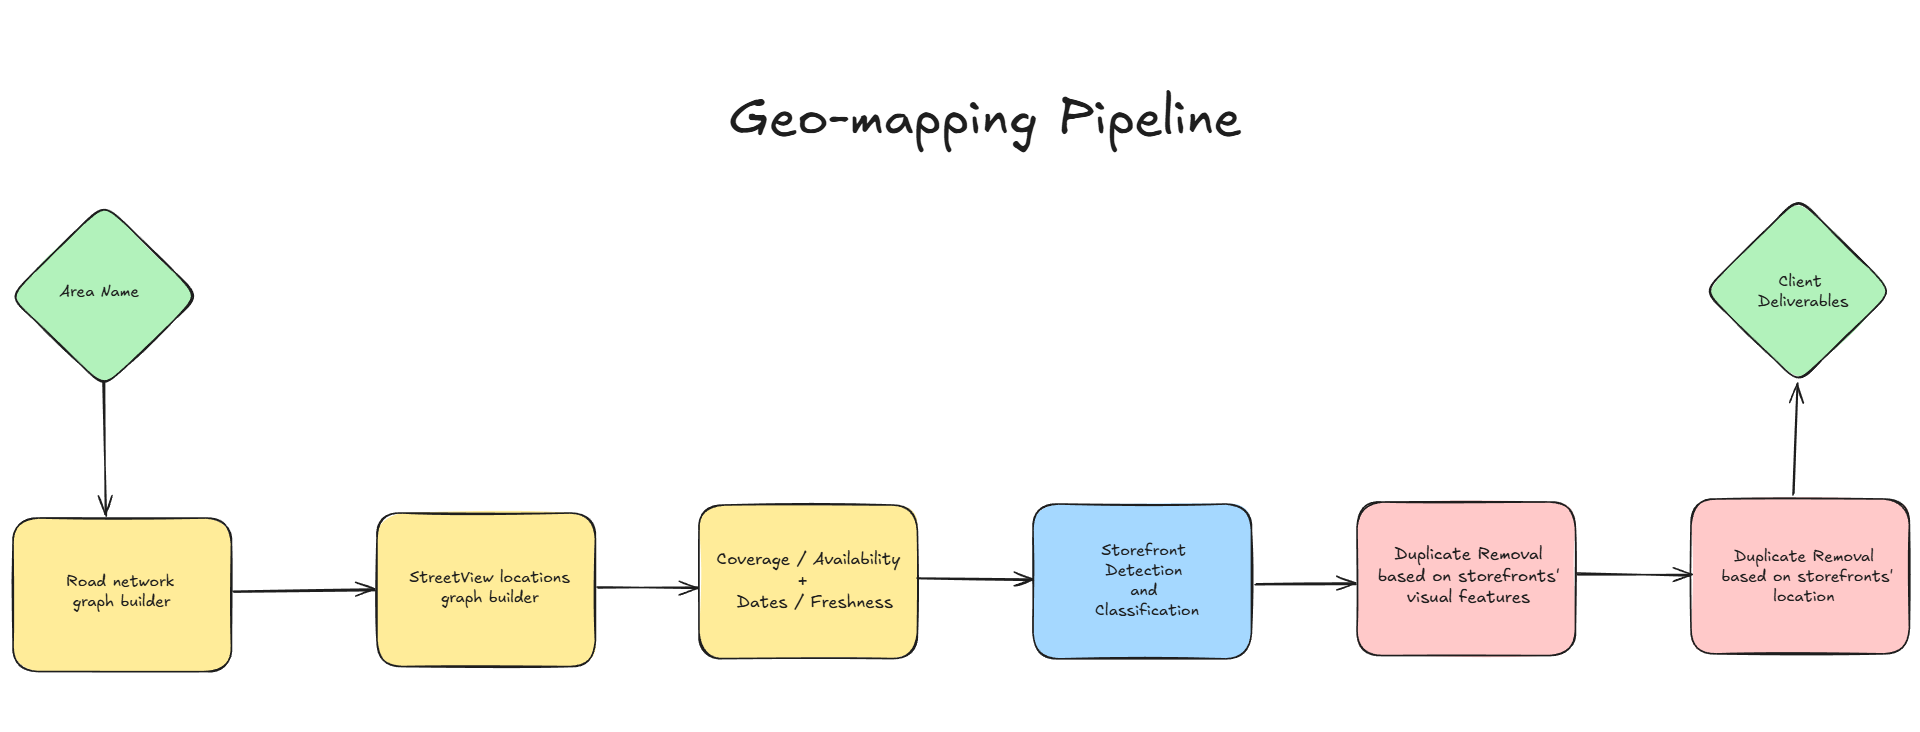 Geo-mapping Pipeline
Area Name
Client
Deliverables
Road network
graph builder
StreetView locations
graph builder
Coverage / Availability
+
Dates / Freshness
Storefront
Detection
and
Classification
Duplicate Removal
based on storefronts'
visual features
Duplicate Removal
based on storefronts'
location